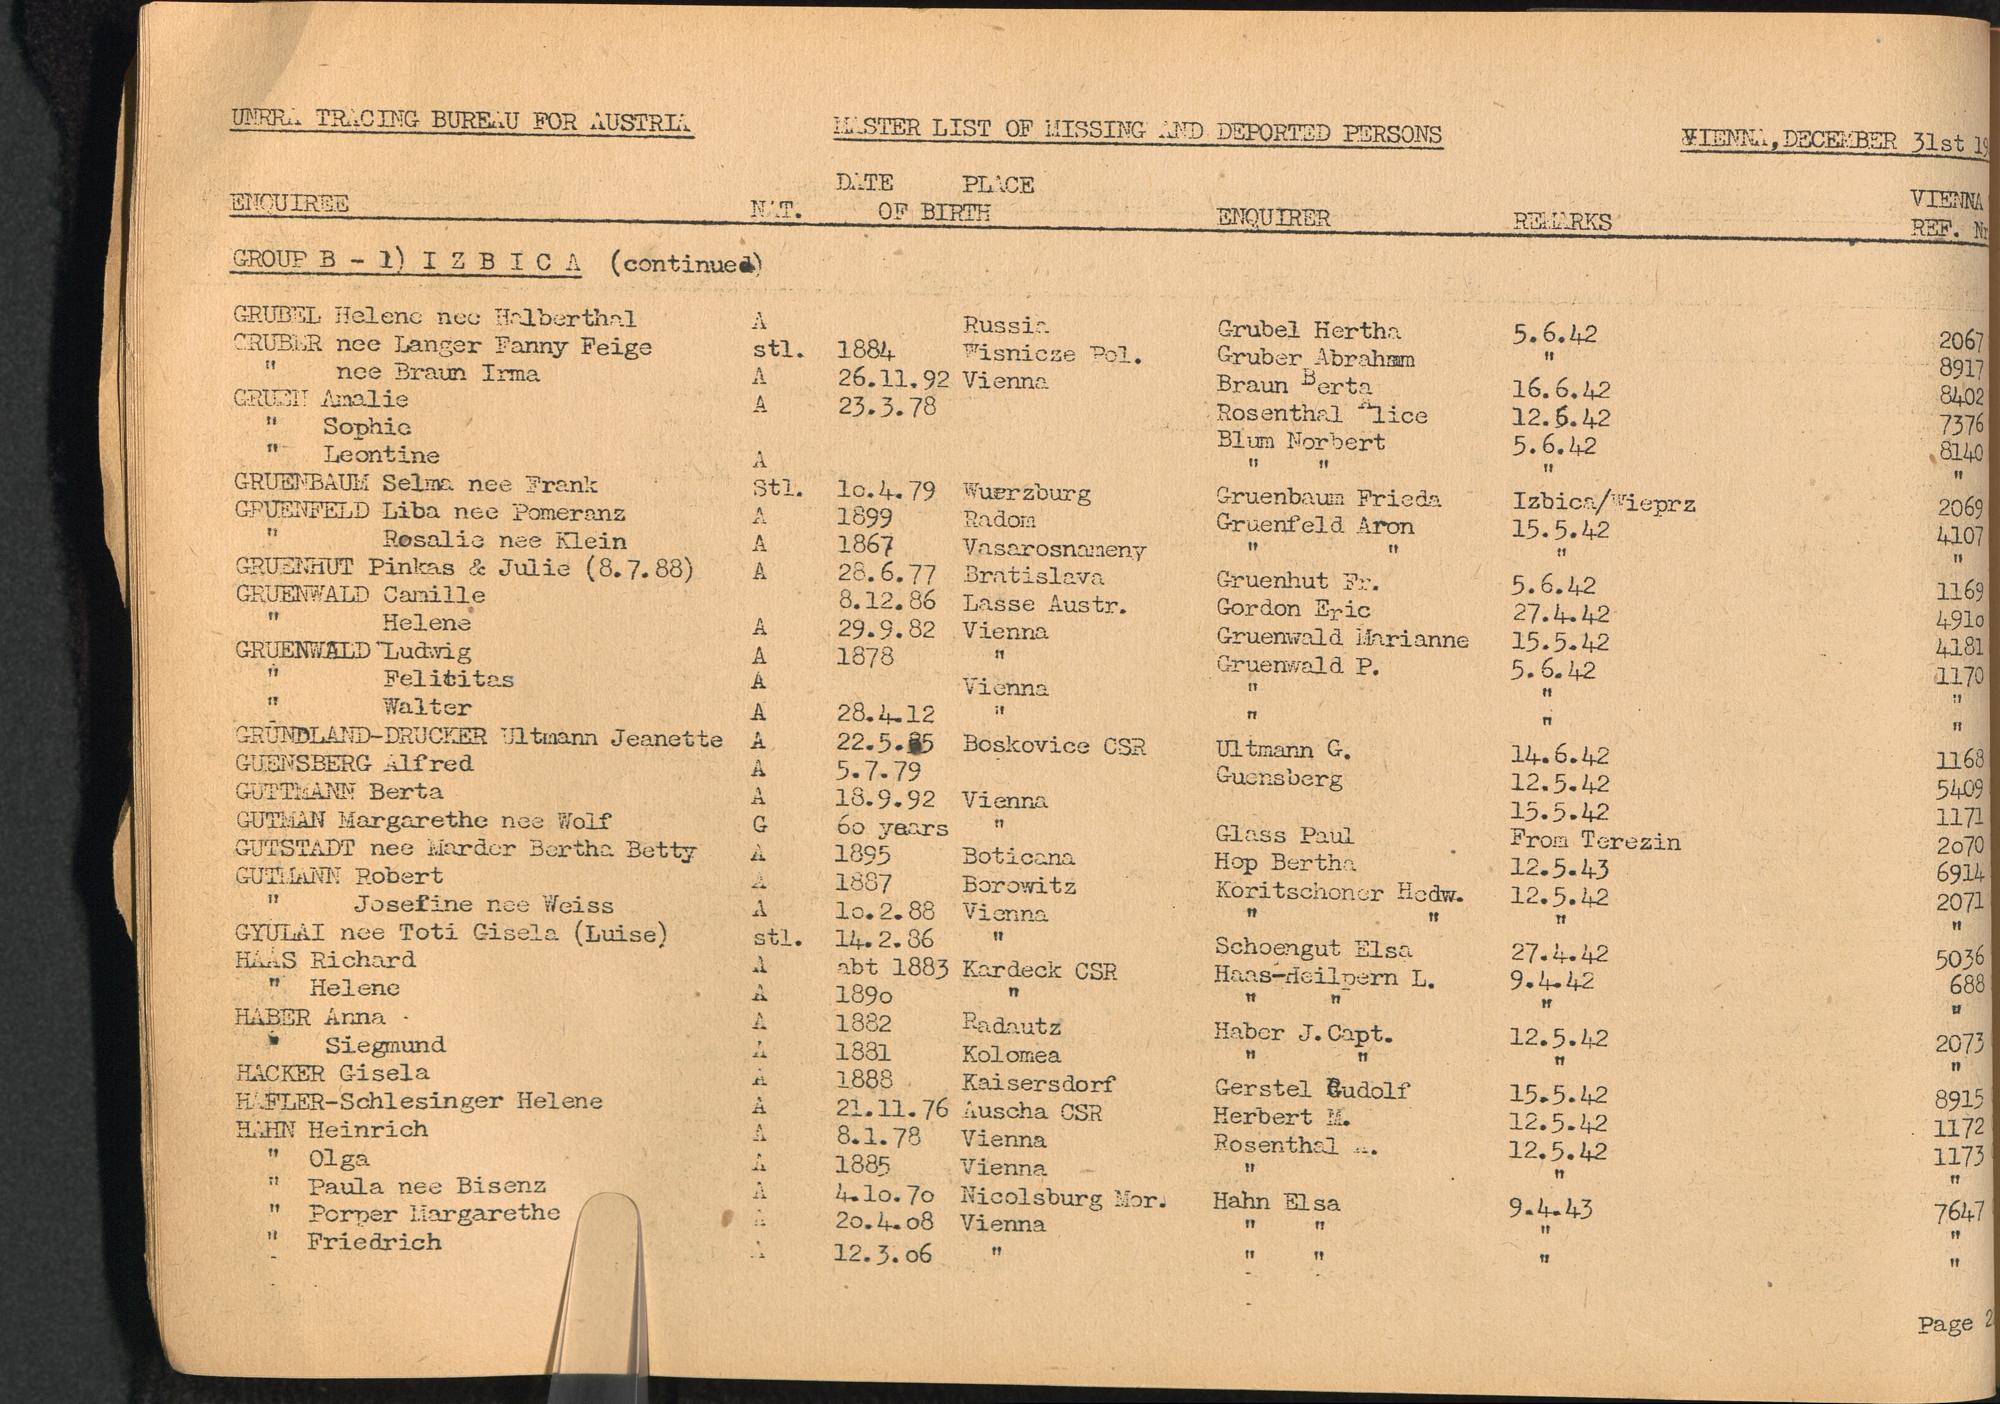 UNRRA TRACING BUREAU FOR AUSTRIA MASTER LIST OF MISSING AND DEPORTED PERSONS VIENNA, DECEMBER 31st 19
DATE PLACE VIENNA
ENQUIREE NAT. OF BIRTH ENQUIRER REMARKS REF. Nr
GROUP B - 1) I Z B I C A (continued)
GRUBEL Helene nee Halberthal A Russia Grubel Hertha 5.6.42 2067
GRUBER nee Langer Fanny Feige stl. 1884 Wisnicze Pol. Gruber Abraham " 8917
" nee Braun Irma A 26.11.92 Vienna Braun Berta 16.6.42 8402
GRUEN Amalie A 23.3.78 Rosenthal Alice 12.5.42 7376
" Sophie Blum Norbert 5.6.42 8140
" Leontine A " " " "
GRUENBAUM Selma nee Frank Stl. 1o.4.79 Wuerzburg Gruenbaum Frieda Izbica/Wieprz 2069
GRUENFELD Liba nee Pomeranz A 1899 Radom Gruenfeld Aron 15.5.42 4107
" Rosalie nee Klein A 1867 Vasarosnameny " " " "
GRUENHUT Pinkas & Julie (8.7.88) A 28.6.77 Bratislava Gruenhut Fr. 5.6.42 1169
GRUENWALD Camille 8.12.86 Lasse Austr. Gordon Eric 27.4.42 491o
" Helene A 29.9.82 Vienna Gruenwald Marianne 15.5.42 4181
GRUENWALD Ludwig A 1878 " Gruenwald P. 5.6.42 1170
" Felititas A Vienna " " "
" Walter A 28.4.12 " " " "
GRUNDLAND-DRUCKER Ultmann Jeanette A 22.5.85 Boskovice CSR Ultmann G. 14.6.42 1168
GUENSBERG Alfred A 5.7.79 Guensberg 12.5.42 5409
GUTTMANN Berta A 18.9.92 Vienna 15.5.42 1171
GUTMAN Margarethe nee Wolf G 6o years " Glass Paul From Terezin 2o70
GUTSTADT nee Marder Bertha Betty A 1895 Boticana Hop Bertha 12.5.43 6914
GUTMANN Robert A 1887 Borowitz Koritschoner Hedw. 12.5.42 2071
" Josefine nee Weiss A 1o.2.88 Vienna " " " "
GYULAI nee Toti Gisela (Luise) stl. 14.2.86 " Schoengut Elsa 27.4.42 5036
HAAS Richard A abt 1883 Kardeck CSR Haas-Heilpern L. 9.4.42 688
" Helene A 189o " " " " "
HABER Anna A 1882 Radautz Haber J.Capt. 12.5.42 2073
" Siegmund A 1881 Kolomea " " " "
HACKER Gisela A 1888 Kaisersdorf Gerstel Rudolf 15.5.42 8915
HAFLER-Schlesinger Helene A 21.11.76 Auscha CSR Herbert M. 12.5.42 1172
HAHN Heinrich A 8.1.78 Vienna Rosenthal 12.5.42 1173
" Olga A 1885 Vienna " " "
" Paula nee Bisenz A 4.1o.7o Nicolsburg Mor. Hahn Elsa 9.4.43 7647
" Porper Margarethe A 2o.4.o8 Vienna " " " "
" Friedrich A 12.3.o6 " " " " "
Page 2